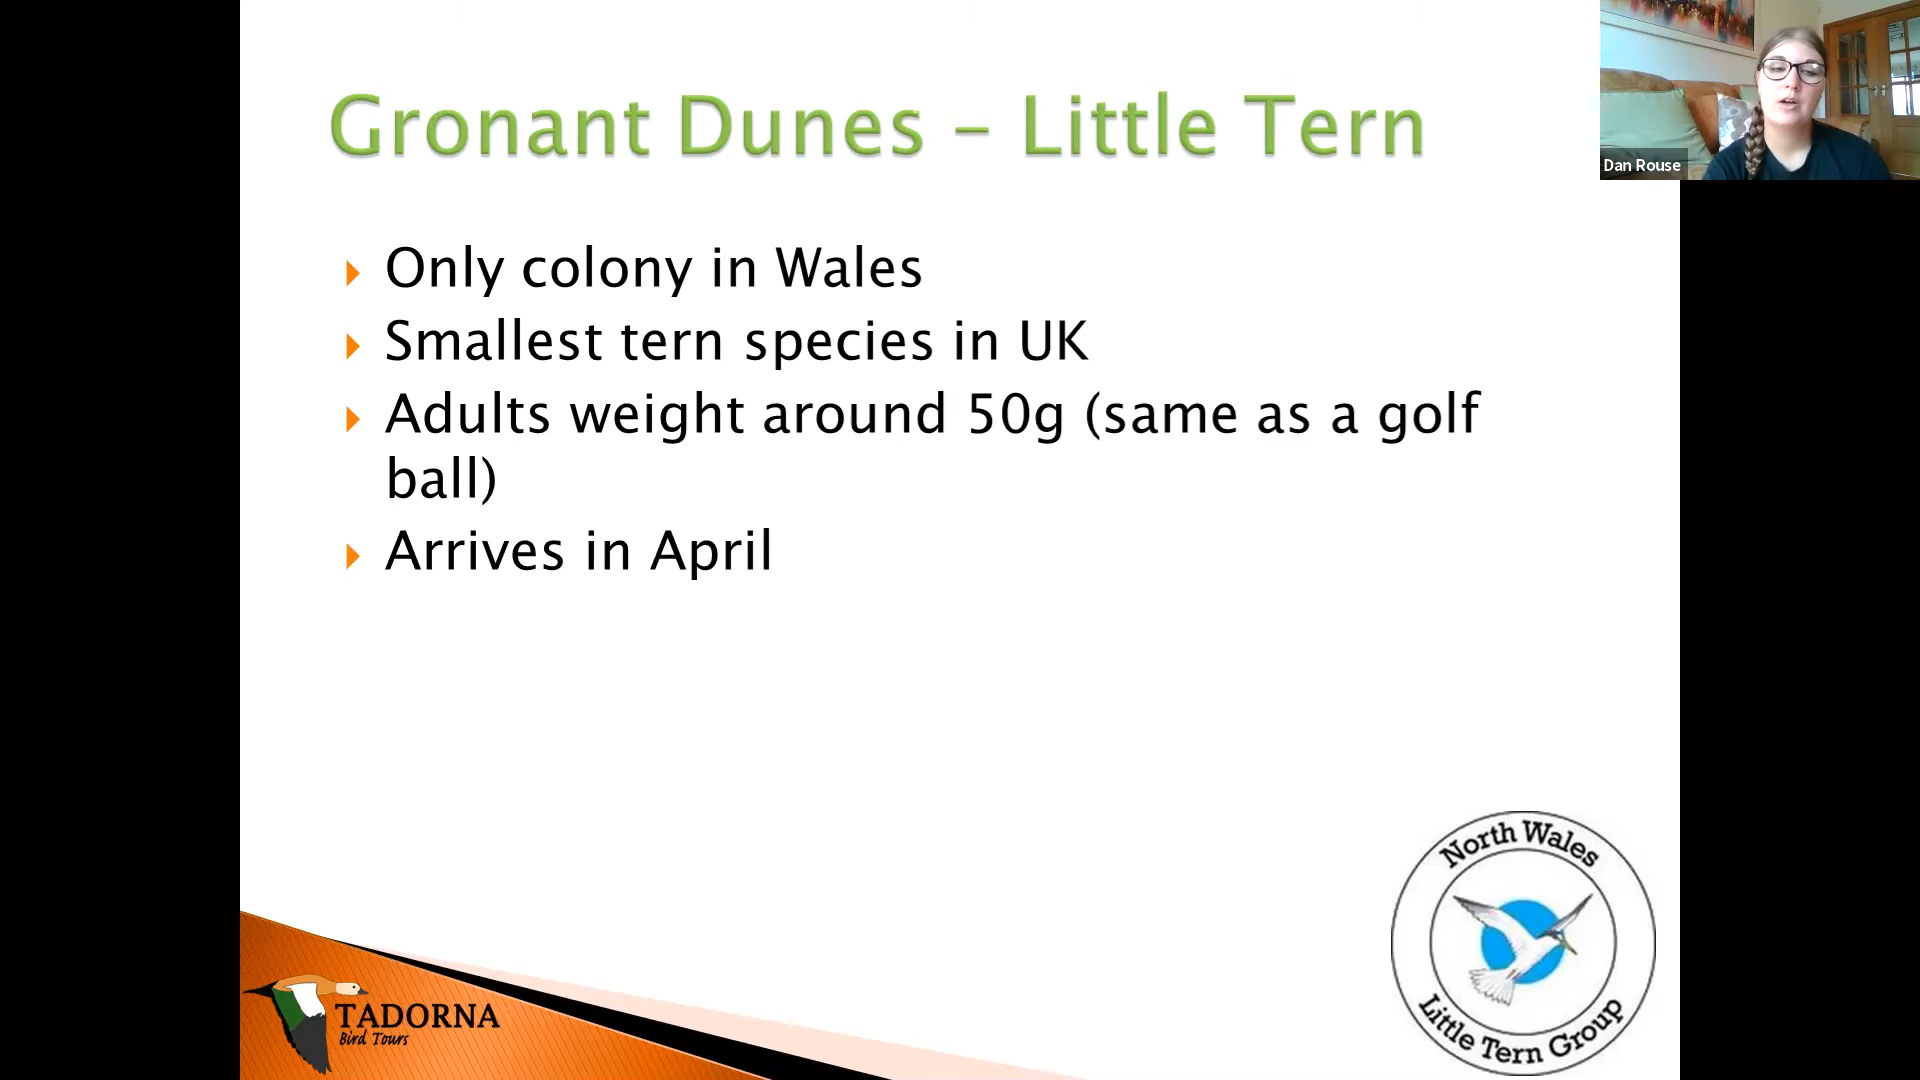 Gronant Dunes – Little Tern
Dan Rouse
Only colony in Wales
Smallest tern species in UK
Adults weight around 50g (same as a golf
ball)
Arrives in April
North Wales
Little Tern Group
TADORNA
Bird Tours